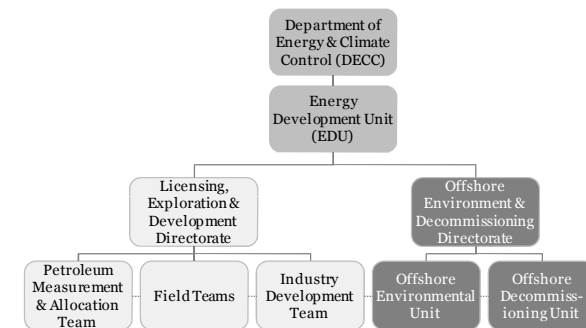 Department of
Energy & Climate
Control (DECC)
Energy
Development Unit
(EDU)
Licensing,
Exploration &
Development
Directorate
Offshore
Environment &
Decommissioning
Directorate
Petroleum
Measurement
& Allocation
Team
Field Teams
Industry
Development
Team
Offshore
Environmental
Unit
Offshore
Decommiss-
ioning Unit